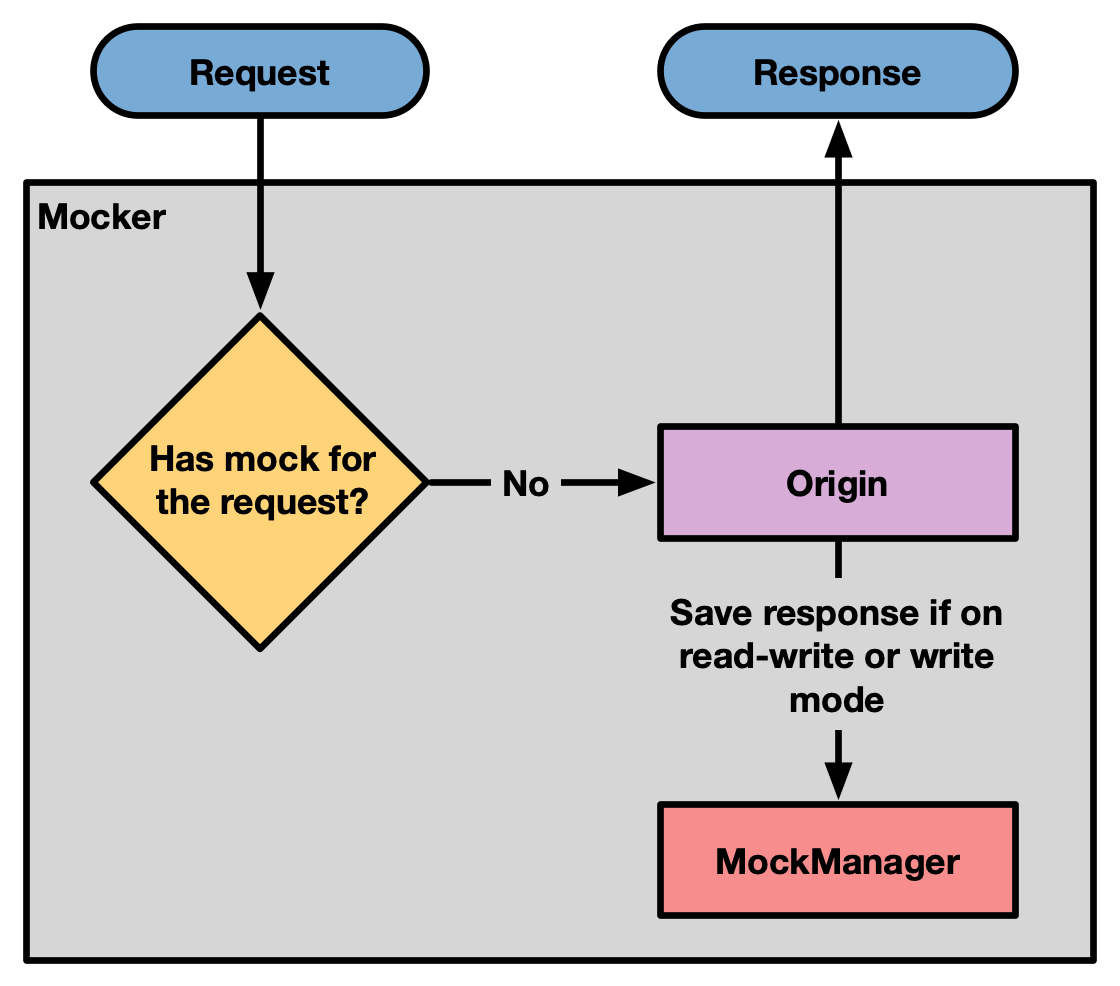 Request
Response
Mocker
Has mock for
the request?
No
Origin
Save response if on
read-write or write
mode
MockManager